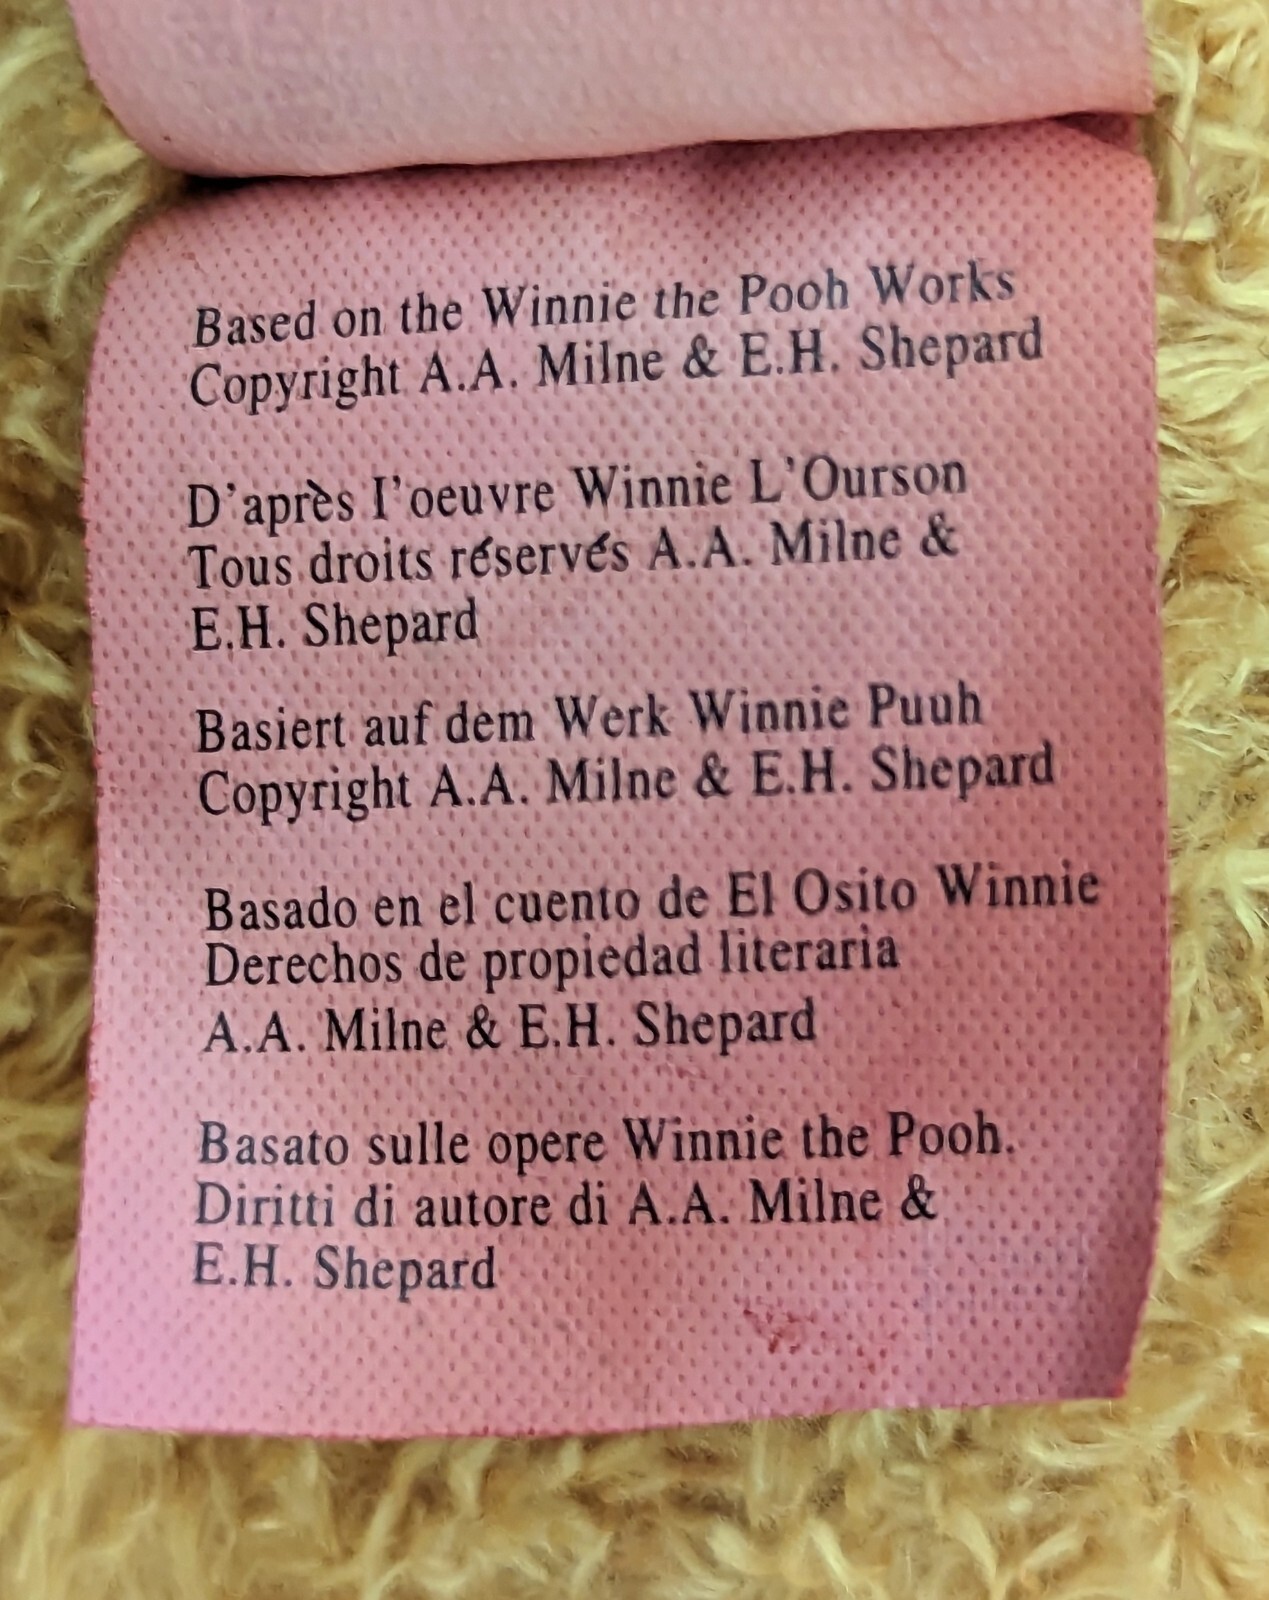 Based on the Winnie the Pooh Works
Copyright A.A. Milne & E.H. Shepard
D'après I'oeuvre Winnie L'Ourson
Tous droits réservés A.A. Milne &
E.H. Shepard
Basiert auf dem Werk Winnie Puuh
Copyright A.A. Milne & E.H. Shepard
Basado en el cuento de El Osito Winnie
Derechos de propiedad literaria
A.A. Milne & E.H. Shepard
Basato sulle opere Winnie the Pooh.
Diritti di autore di A.A. Milne &
E.H. Shepard